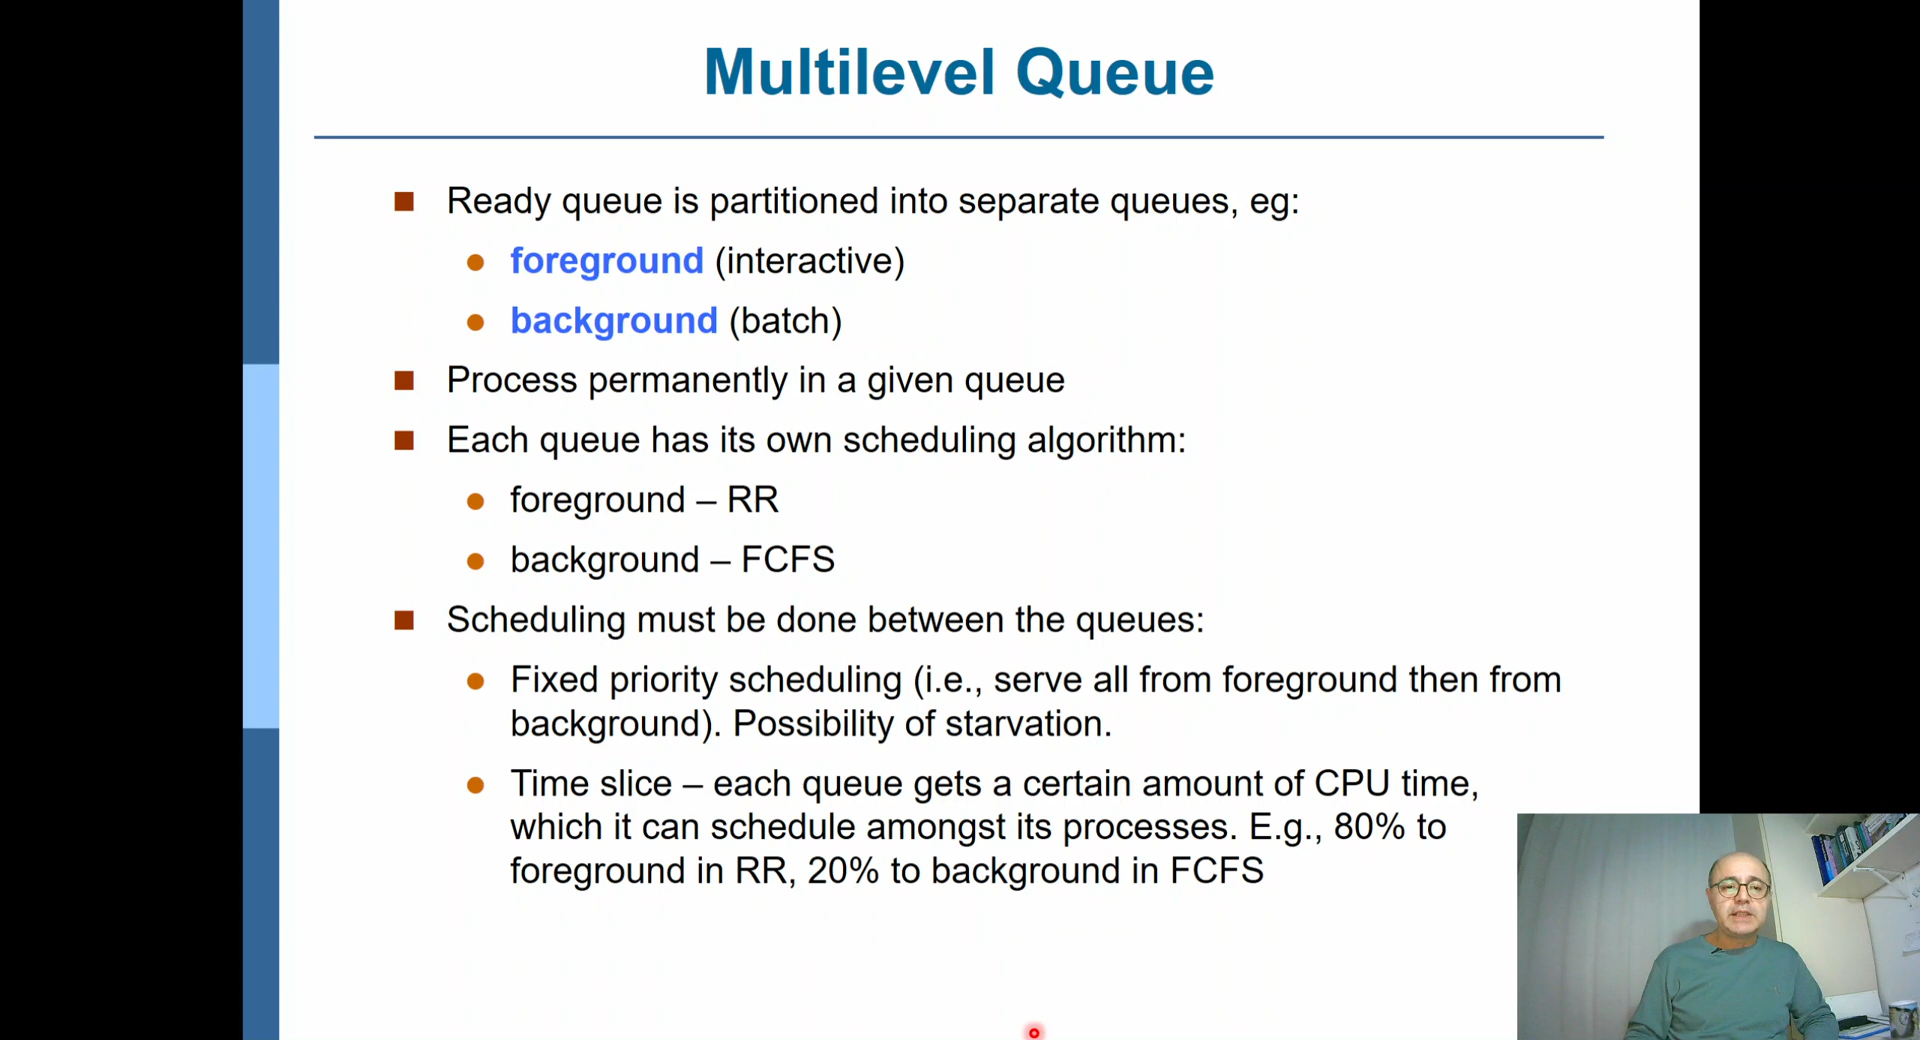 Multilevel Queue
Ready queue is partitioned into separate queues, eg:
foreground (interactive)
background (batch)
Process permanently in a given queue
Each queue has its own scheduling algorithm:
foreground – RR
background – FCFS
Scheduling must be done between the queues:
Fixed priority scheduling (i.e., serve all from foreground then from
background). Possibility of starvation.
Time slice – each queue gets a certain amount of CPU time,
which it can schedule amongst its processes. E.g., 80% to
foreground in RR, 20% to background in FCFS